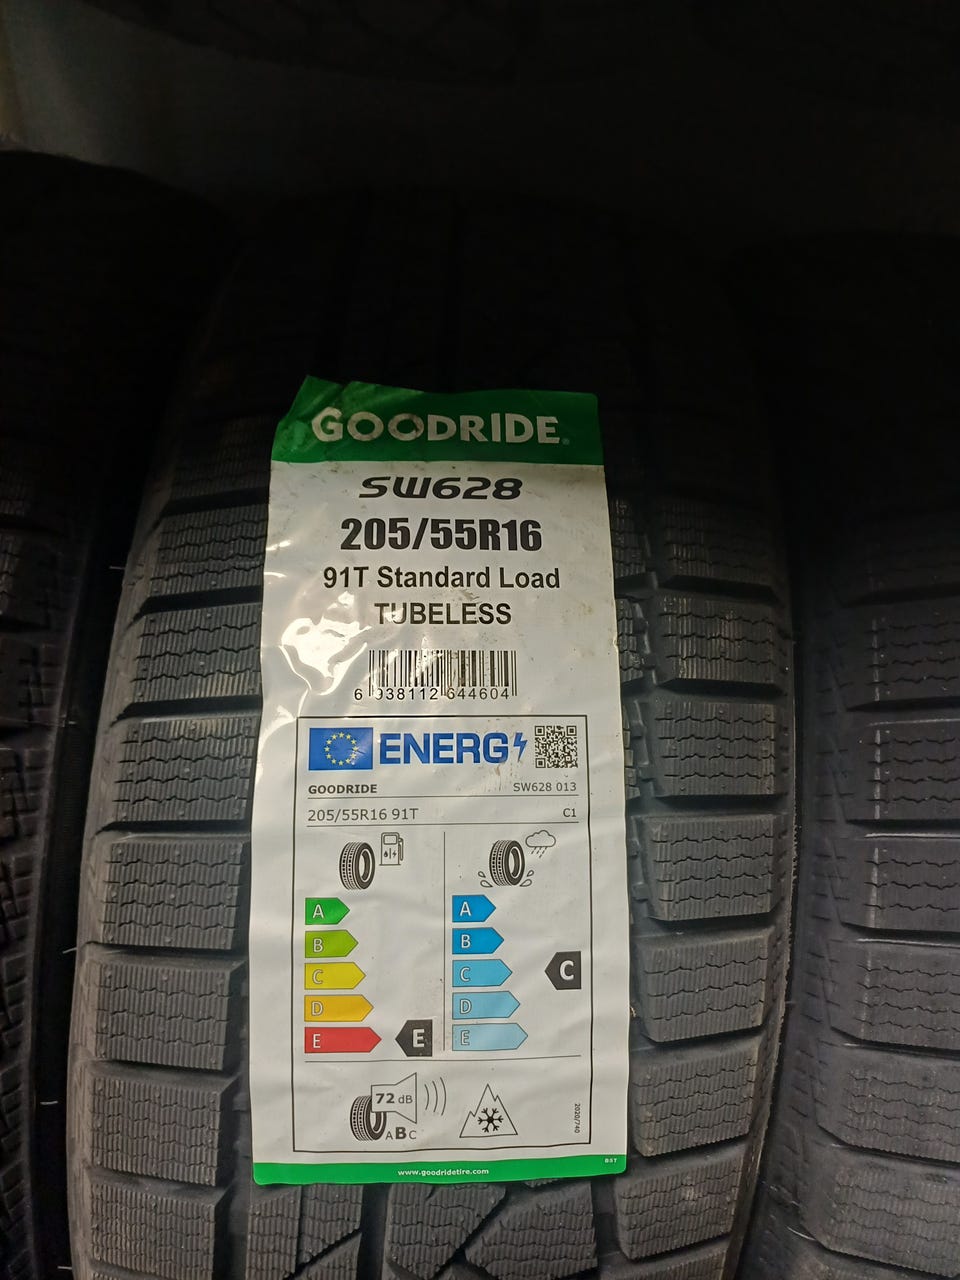 GOODRIDE
SW628
205/55R16
91T Standard Load
TUBELESS
6 938112 644604
ENERG
GOODRIDE SW628 013
205/55R16 91T C1
A A
B B
C C C
D D
E E E
72 dB
ABC
2020/740
BST
www.goodridetire.com